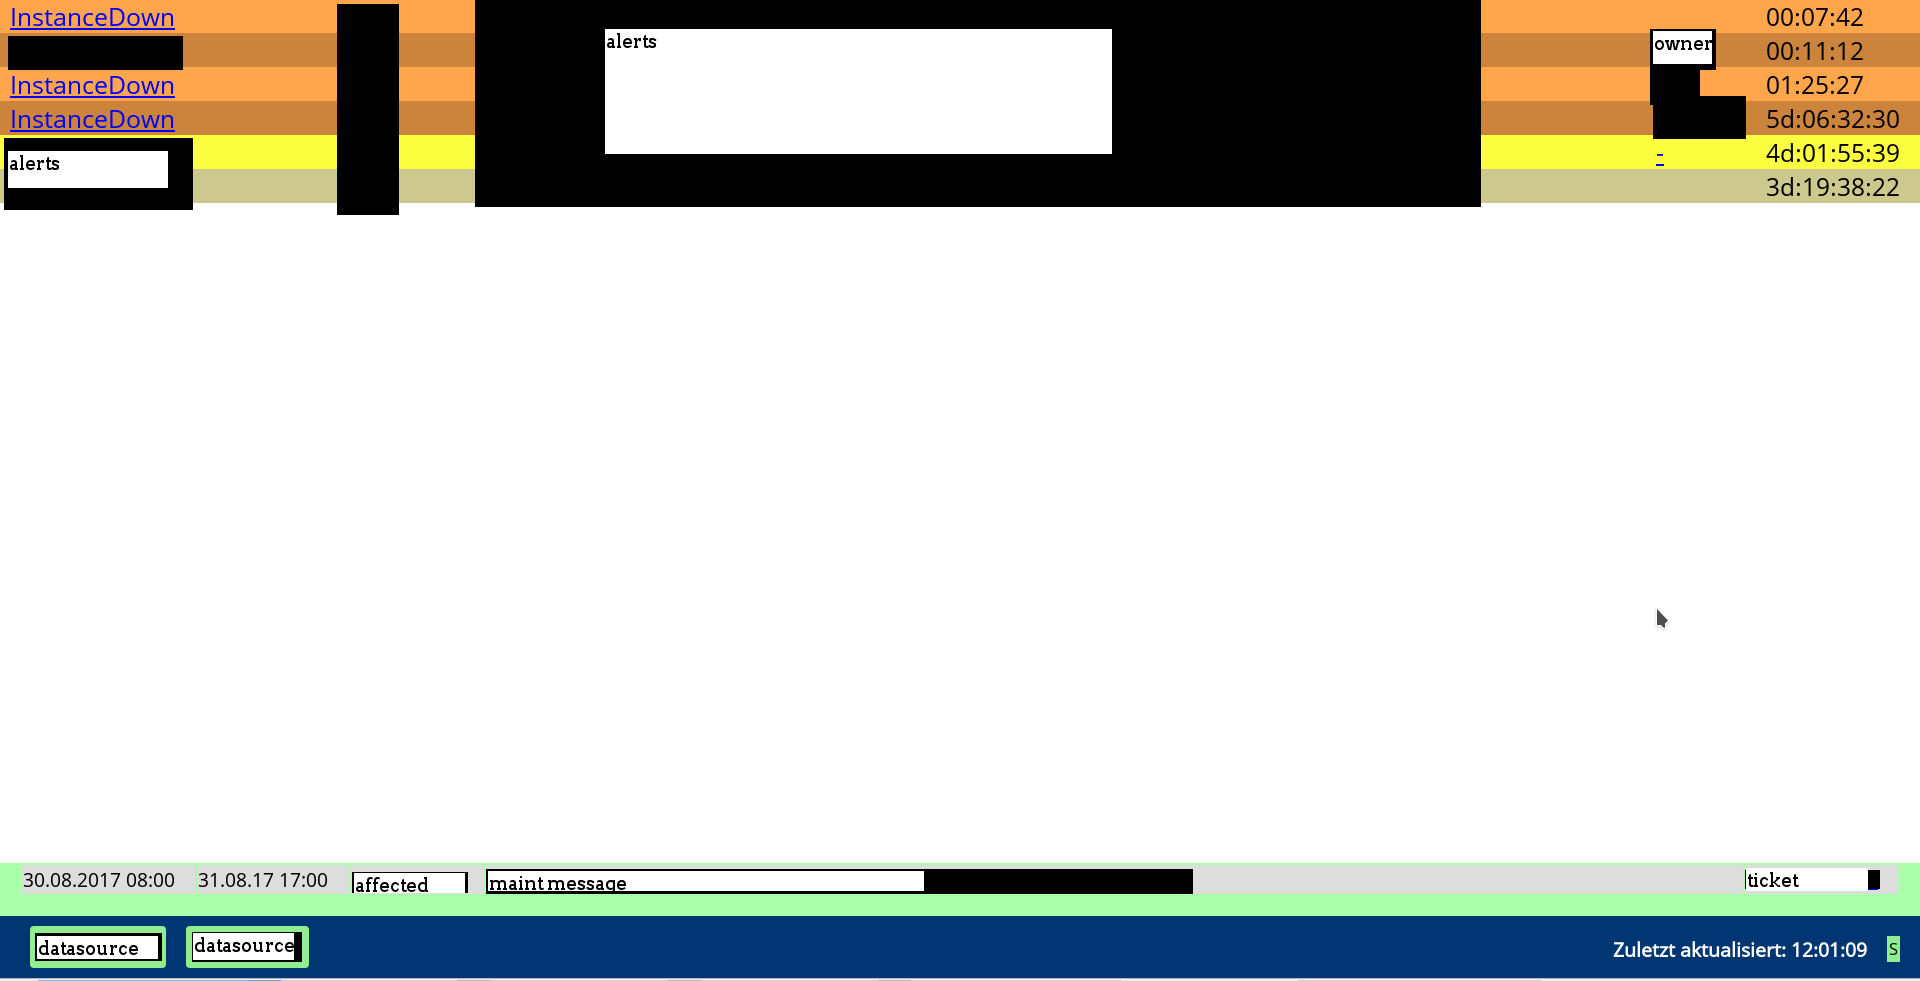 InstanceDown 00:07:42
alerts owner 00:11:12
InstanceDown 01:25:27
InstanceDown 5d:06:32:30
alerts - 4d:01:55:39
3d:19:38:22
30.08.2017 08:00 31.08.17 17:00 affected maint message ticket
datasource datasource Zuletzt aktualisiert: 12:01:09 S